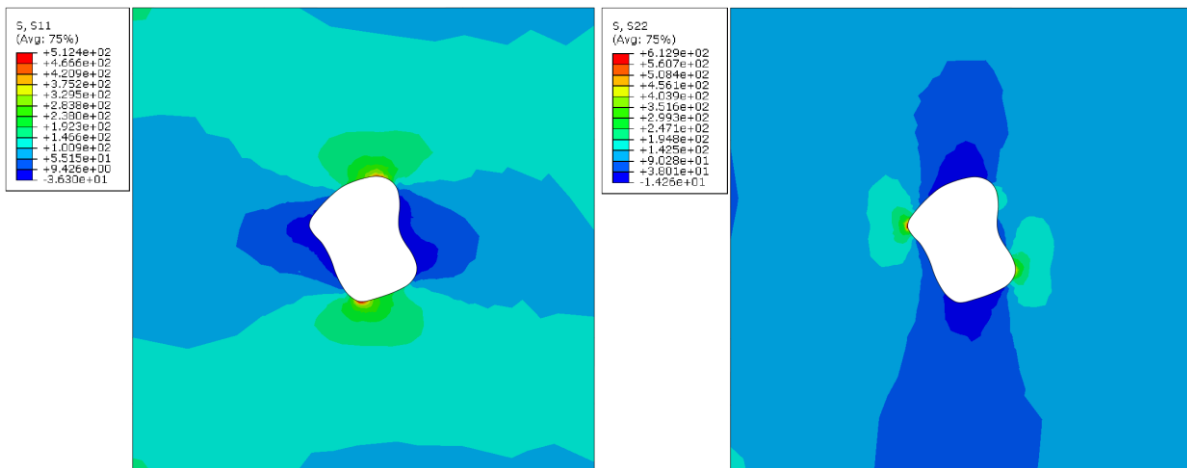 S, S11
(Avg: 75%)
+5.124e+02
+4.666e+02
+4.209e+02
+3.752e+02
+3.295e+02
+2.838e+02
+2.380e+02
+1.923e+02
+1.466e+02
+1.009e+02
+5.515e+01
+9.426e+00
-3.630e+01
S, S22
(Avg: 75%)
+6.129e+02
+5.607e+02
+5.084e+02
+4.561e+02
+4.039e+02
+3.516e+02
+2.993e+02
+2.471e+02
+1.948e+02
+1.425e+02
+9.028e+01
+3.801e+01
-1.426e+01